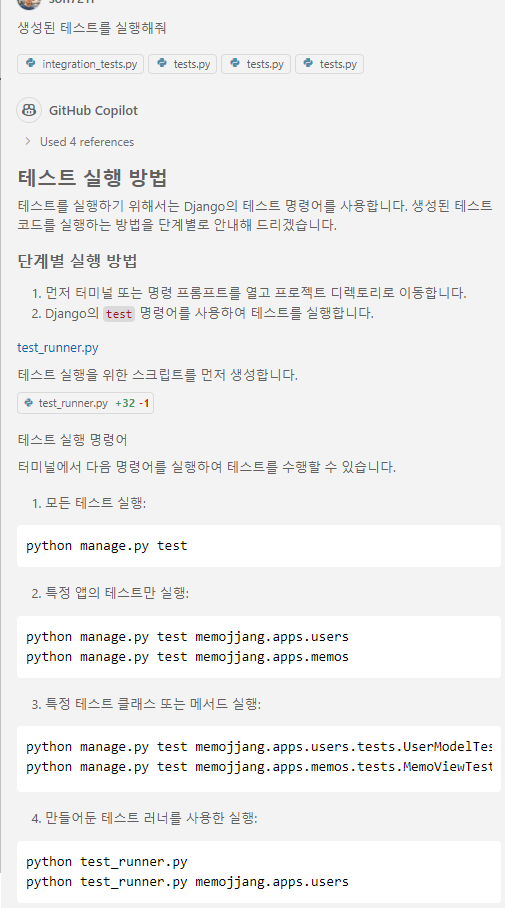 생성된 테스트를 실행해줘
integration_tests.py tests.py tests.py tests.py
GitHub Copilot
Used 4 references
테스트 실행 방법
테스트를 실행하기 위해서는 Django의 테스트 명령어를 사용합니다. 생성된 테스트
코드를 실행하는 방법을 단계별로 안내해 드리겠습니다.
단계별 실행 방법
1. 먼저 터미널 또는 명령 프롬프트를 열고 프로젝트 디렉토리로 이동합니다.
2. Django의 test 명령어를 사용하여 테스트를 실행합니다.
test_runner.py
테스트 실행을 위한 스크립트를 먼저 생성합니다.
test_runner.py +32 -1
테스트 실행 명령어
터미널에서 다음 명령어를 실행하여 테스트를 수행할 수 있습니다.
1. 모든 테스트 실행:
python manage.py test
2. 특정 앱의 테스트만 실행:
python manage.py test memojjang.apps.users
python manage.py test memojjang.apps.memos
3. 특정 테스트 클래스 또는 메서드 실행:
python manage.py test memojjang.apps.users.tests.UserModelTes
python manage.py test memojjang.apps.memos.tests.MemoViewTest
4. 만들어둔 테스트 러너를 사용한 실행:
python test_runner.py
python test_runner.py memojjang.apps.users